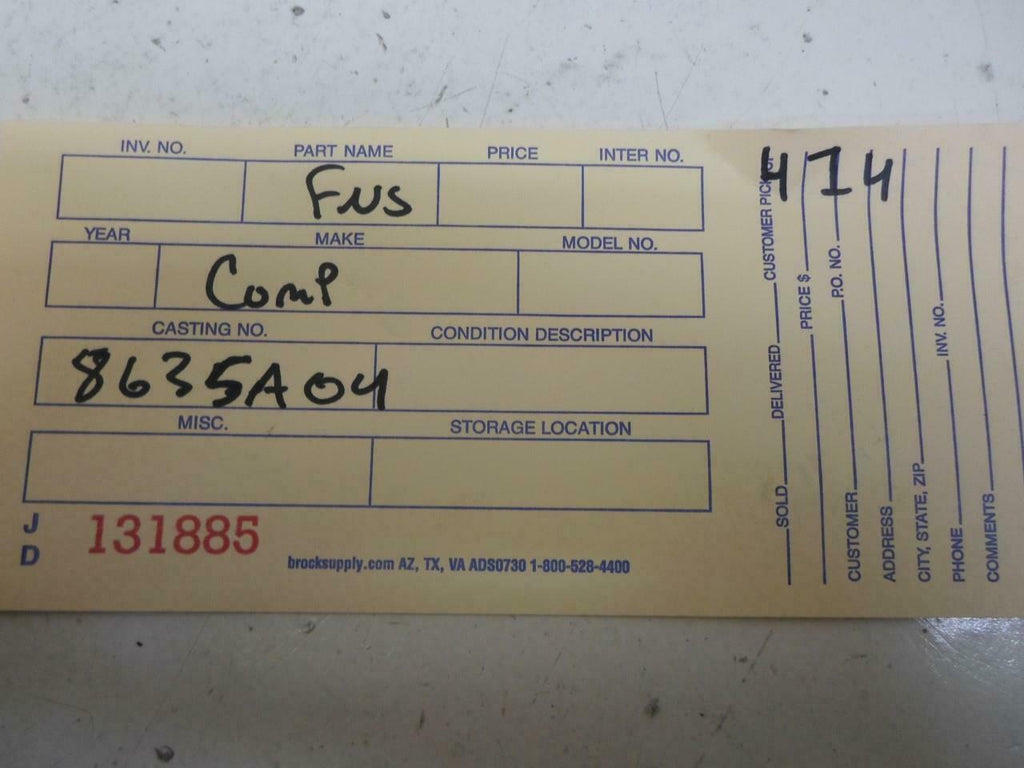 INV. NO. PART NAME PRICE INTER NO.
FNS
YEAR MAKE MODEL NO.
Comp
CASTING NO. CONDITION DESCRIPTION
8635A04
MISC. STORAGE LOCATION
J
D
131885
brocksupply.com AZ, TX, VA ADS0730 1-800-528-4400
474
SOLD DELIVERED CUSTOMER PICK
PRICE $
CUSTOMER P.O. NO.
ADDRESS
CITY, STATE, ZIP
PHONE INV. NO.
COMMENTS